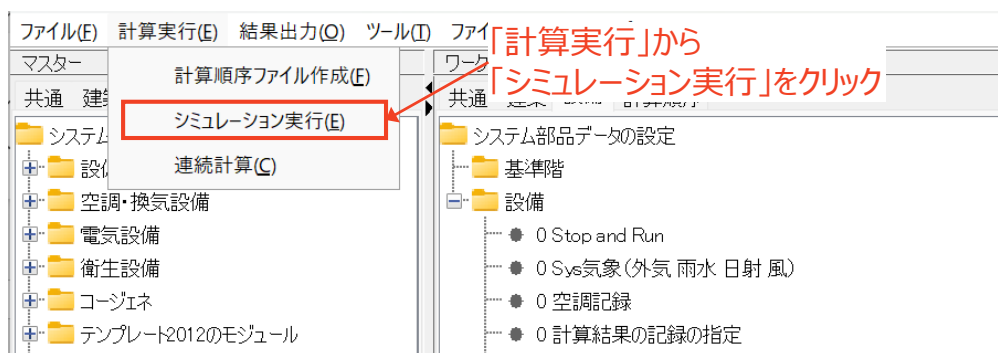 ファイル(F) 計算実行(E) 結果出力(O) ツール(T) ファイ
「計算実行」から
「シミュレーション実行」をクリック
マスター
共通 建築
計算順序ファイル作成(F)
シミュレーション実行(E)
連続計算(C)
システム
設備
空調・換気設備
電気設備
衛生設備
コージェネ
テンプレート2012のモジュール
ワーク
共通
システム部品データの設定
基準階
設備
0 Stop and Run
0 Sys気象(外気 雨水 日射 風)
0 空調記録
0 計算結果の記録の指定